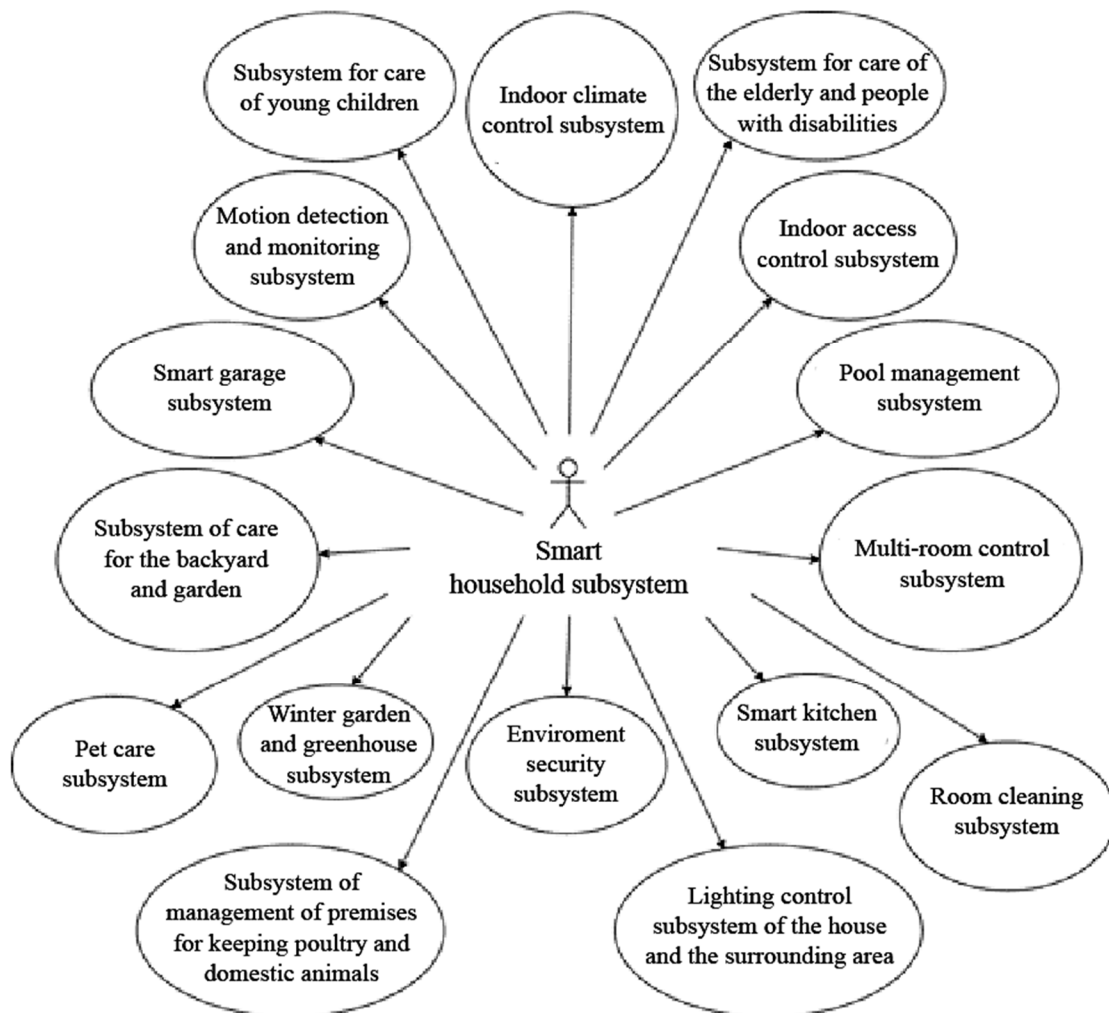 Subsystem for care
of young children
Indoor climate
control subsystem
Subsystem for care of
the elderly and people
with disabilities
Motion detection
and monitoring
subsystem
Indoor access
control subsystem
Smart garage
subsystem
Pool management
subsystem
Subsystem of care
for the backyard
and garden
Smart
household subsystem
Multi-room control
subsystem
Pet care
subsystem
Winter garden
and greenhouse
subsystem
Enviroment
security
subsystem
Smart kitchen
subsystem
Room cleaning
subsystem
Subsystem of
management of premises
for keeping poultry and
domestic animals
Lighting control
subsystem of the house
and the surrounding area